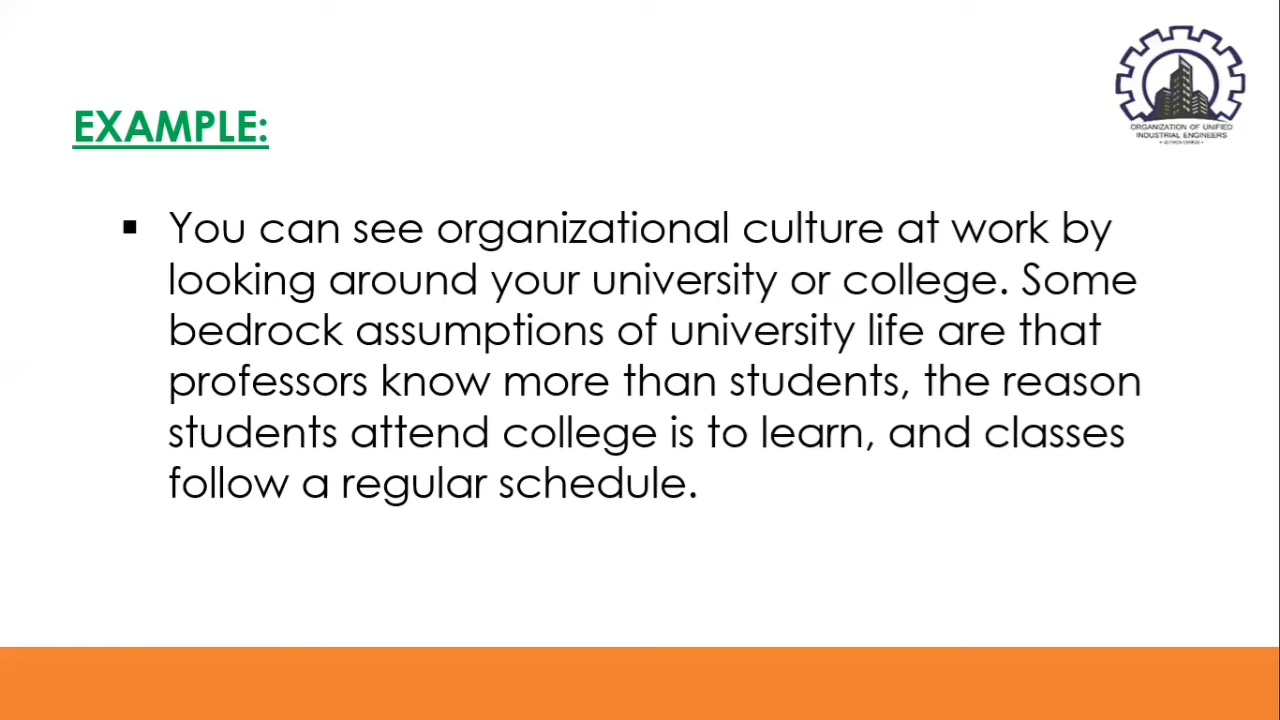 EXAMPLE:
ORGANIZATION OF UNIFIED
INDUSTRIAL ENGINEERS
▪ You can see organizational culture at work by
looking around your university or college. Some
bedrock assumptions of university life are that
professors know more than students, the reason
students attend college is to learn, and classes
follow a regular schedule.